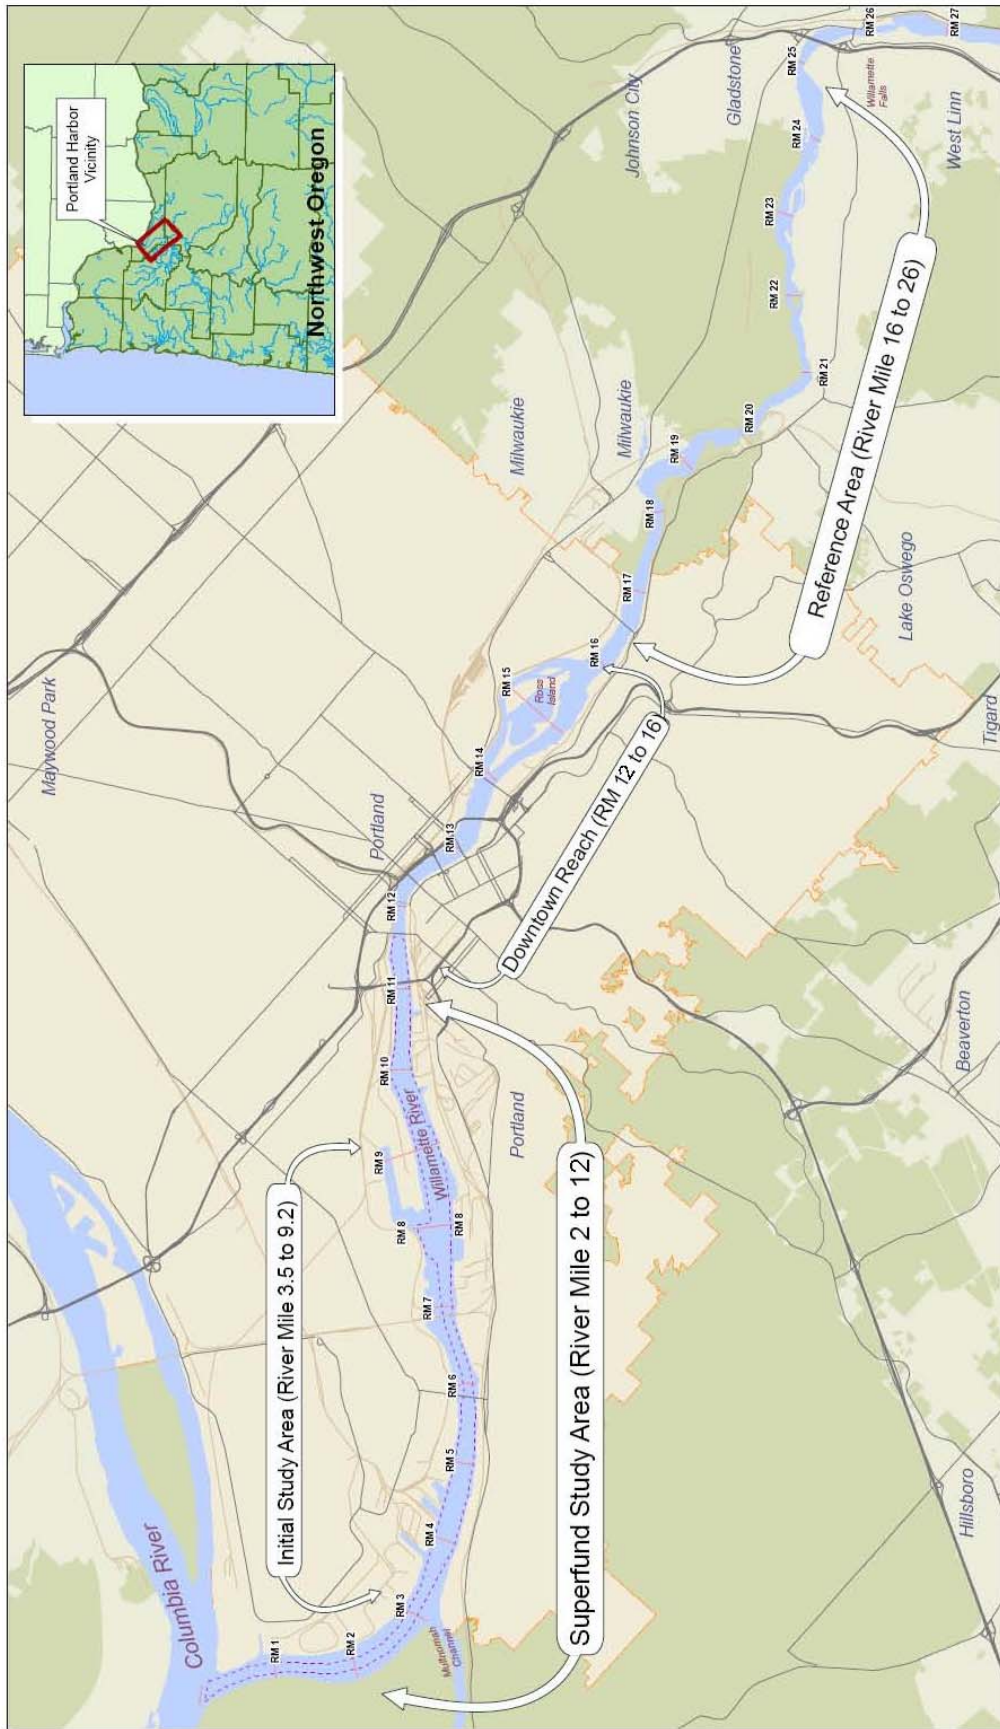 Portland Harbor
Vicinity
Northwest Oregon
Columbia River
Maywood Park
Portland
Milwaukie
Milwaukie
Johnson City
Gladstone
Willamette
Falls
West Linn
Initial Study Area (River Mile 3.5 to 9.2)
RM 1
RM 2
RM 3
RM 4
RM 5
RM 6
RM 7
RM 8
RM 8
RM 9
RM 10
RM 11
RM 12
RM 13
RM 14
RM 15
RM 16
RM 17
RM 18
RM 19
RM 20
RM 21
RM 22
RM 23
RM 24
RM 25
RM 26
RM 27
Willamette River
Multnomah
Channel
Ross
Island
Portland
Downtown Reach (RM 12 to 16)
Superfund Study Area (River Mile 2 to 12)
Reference Area (River Mile 16 to 26)
Lake Oswego
Tigard
Beaverton
Hillsboro